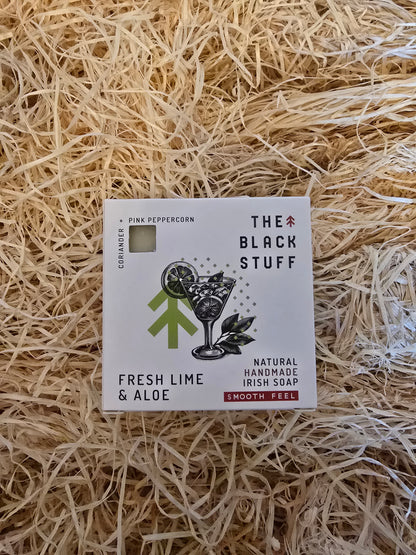 CORIANDER + PINK PEPPERCORN
THE
BLACK
STUFF
FRESH LIME
& ALOE
NATURAL
HANDMADE
IRISH SOAP
SMOOTH FEEL